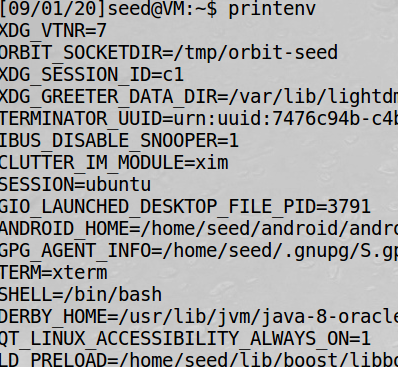 [09/01/20]seed@VM:~$ printenv
XDG_VTNR=7
ORBIT_SOCKETDIR=/tmp/orbit-seed
XDG_SESSION_ID=c1
XDG_GREETER_DATA_DIR=/var/lib/lightdm
TERMINATOR_UUID=urn:uuid:7476c94b-c4b
IBUS_DISABLE_SNOOPER=1
CLUTTER_IM_MODULE=xim
SESSION=ubuntu
GIO_LAUNCHED_DESKTOP_FILE_PID=3791
ANDROID_HOME=/home/seed/android/andro
GPG_AGENT_INFO=/home/seed/.gnupg/S.gp
TERM=xterm
SHELL=/bin/bash
DERBY_HOME=/usr/lib/jvm/java-8-oracle
QT_LINUX_ACCESSIBILITY_ALWAYS_ON=1
LD_PRELOAD=/home/seed/lib/boost/libbo